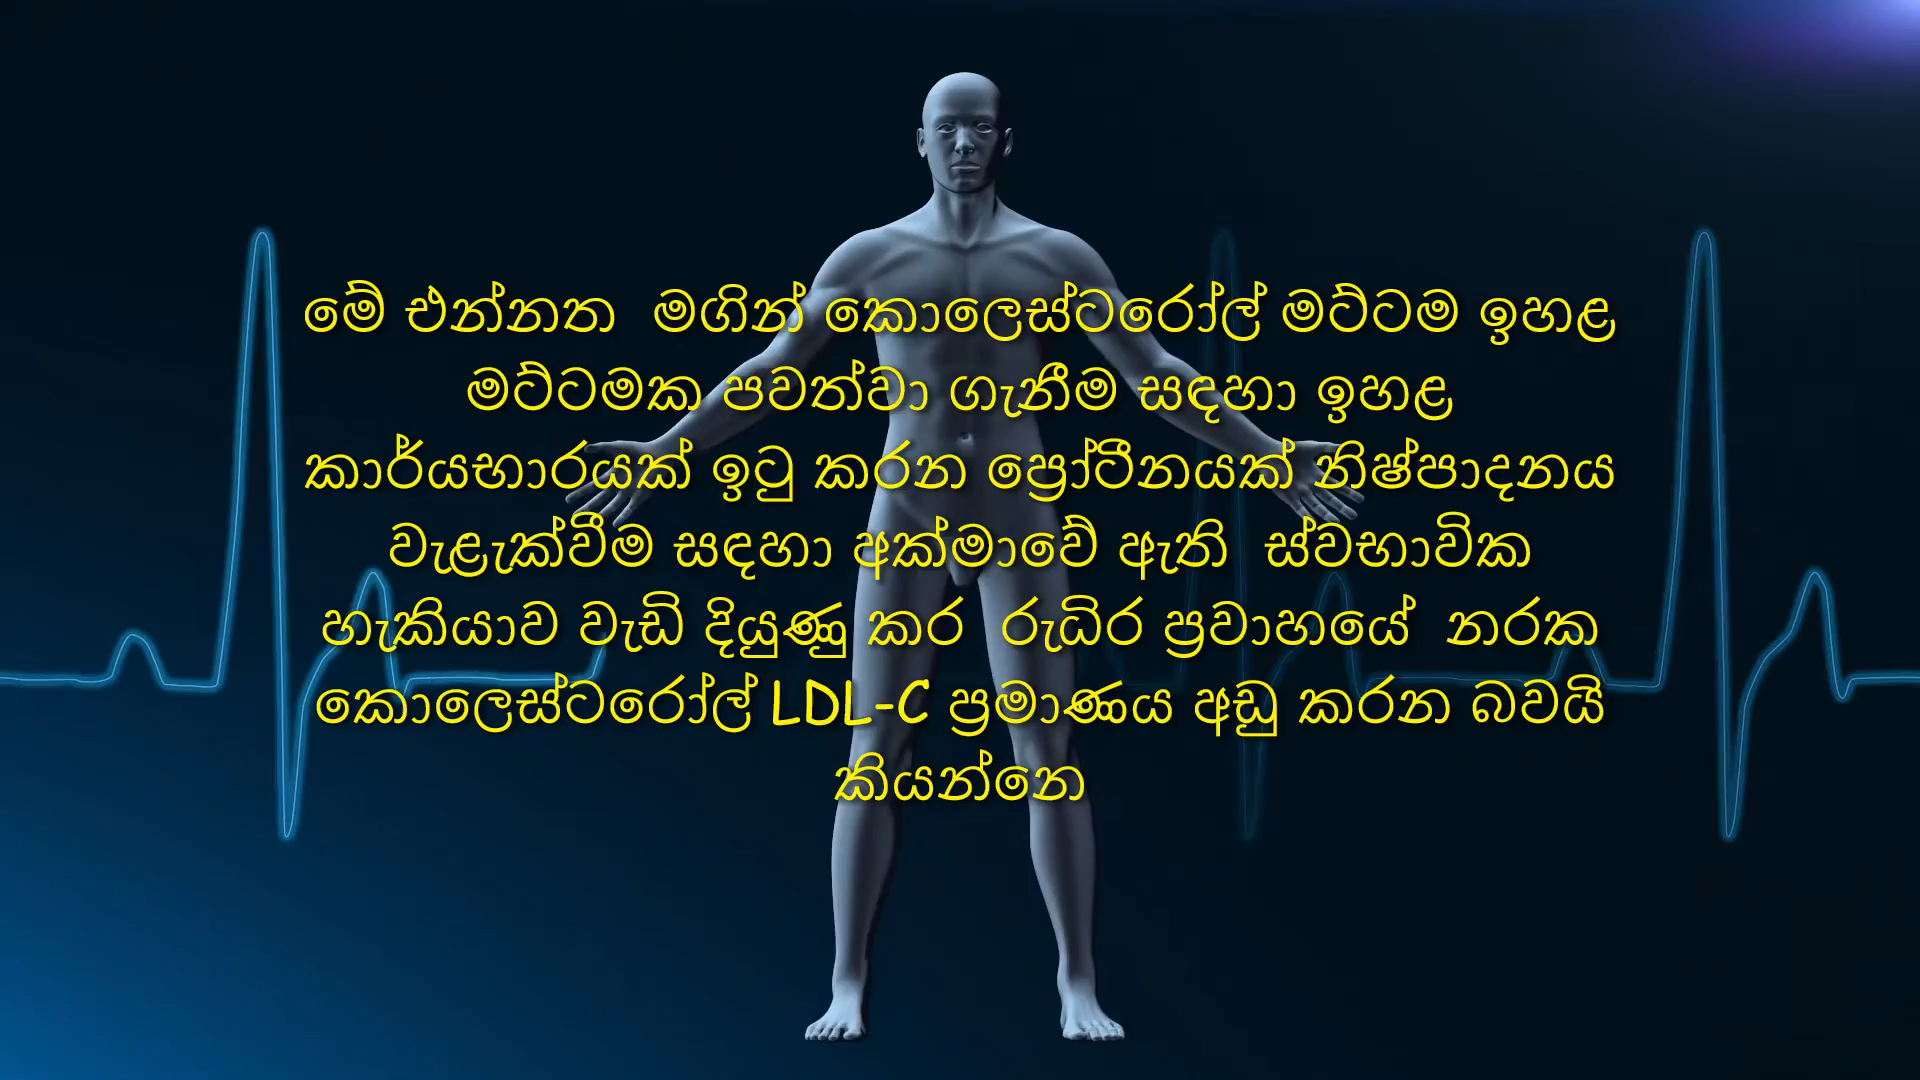 මේ එන්නත  මගින් කොලෙස්ටරෝල් මට්ටම ඉහළ
මට්ටමක පවත්වා ගැනීම සඳහා ඉහළ
කාර්යභාරයක් ඉටු කරන ප්‍රෝටීනයක් නිෂ්පාදනය
වැළැක්වීම සඳහා අක්මාවේ ඇති  ස්වභාවික
හැකියාව වැඩි දියුණු කර  රුධිර ප්‍රවාහයේ  නරක
කොලෙස්ටරෝල් LDL-C ප්‍රමාණය අඩු කරන බවයි
කියන්නෙ